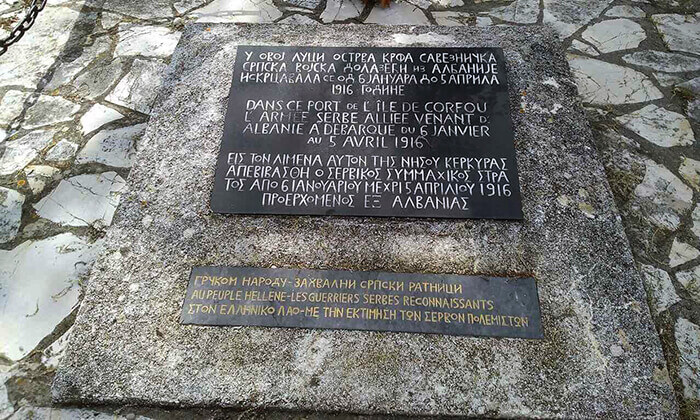 У ОВОЈ ЛУЦИ ОСТРВА КРФА САВЕЗНИЧКА
СРПСКА ВОЈСКА ДОЛАЗЕЋИ ИЗ АЛБАНИЈЕ
ИСКРЦАВАЛА СЕ ОД 6 ЈАНУАРА ДО 5 АПРИЛА
1916 ГОДИНЕ
DANS CE PORT DE L'ÎLE DE CORFOU
L'ARMÉE SERBE ALLIÉE VENANT D'
ALBANIE A DÉBARQUÉ DU 6 JANVIER
AU 5 AVRIL 1916
ΕΙΣ ΤΟΝ ΛΙΜΕΝΑ ΑΥΤΟΝ ΤΗΣ ΝΗΣΟΥ ΚΕΡΚΥΡΑΣ
ΑΠΕΒΙΒΑΣΘΗ Ο ΣΕΡΒΙΚΟΣ ΣΥΜΜΑΧΙΚΟΣ ΣΤΡΑ
ΤΟΣ ΑΠΟ 6 ΙΑΝΟΥΑΡΙΟΥ ΜΕΧΡΙ 5 ΑΠΡΙΛΙΟΥ 1916
ΠΡΟΕΡΧΟΜΕΝΟΣ ΕΞ ΑΛΒΑΝΙΑΣ
ГРЧКОМ НАРОДУ-ЗАХВАЛНИ СРПСКИ РАТНИЦИ
AU PEUPLE HELLENE-LES GUERRIERS SERBES RECONNAISSANTS
ΣΤΟΝ ΕΛΛΗΝΙΚΟ ΛΑΟ-ΜΕ ΤΗΝ ΕΚΤΙΜΗΣΗ ΤΩΝ ΣΕΡΒΩΝ ΠΟΛΕΜΙΣΤΩΝ